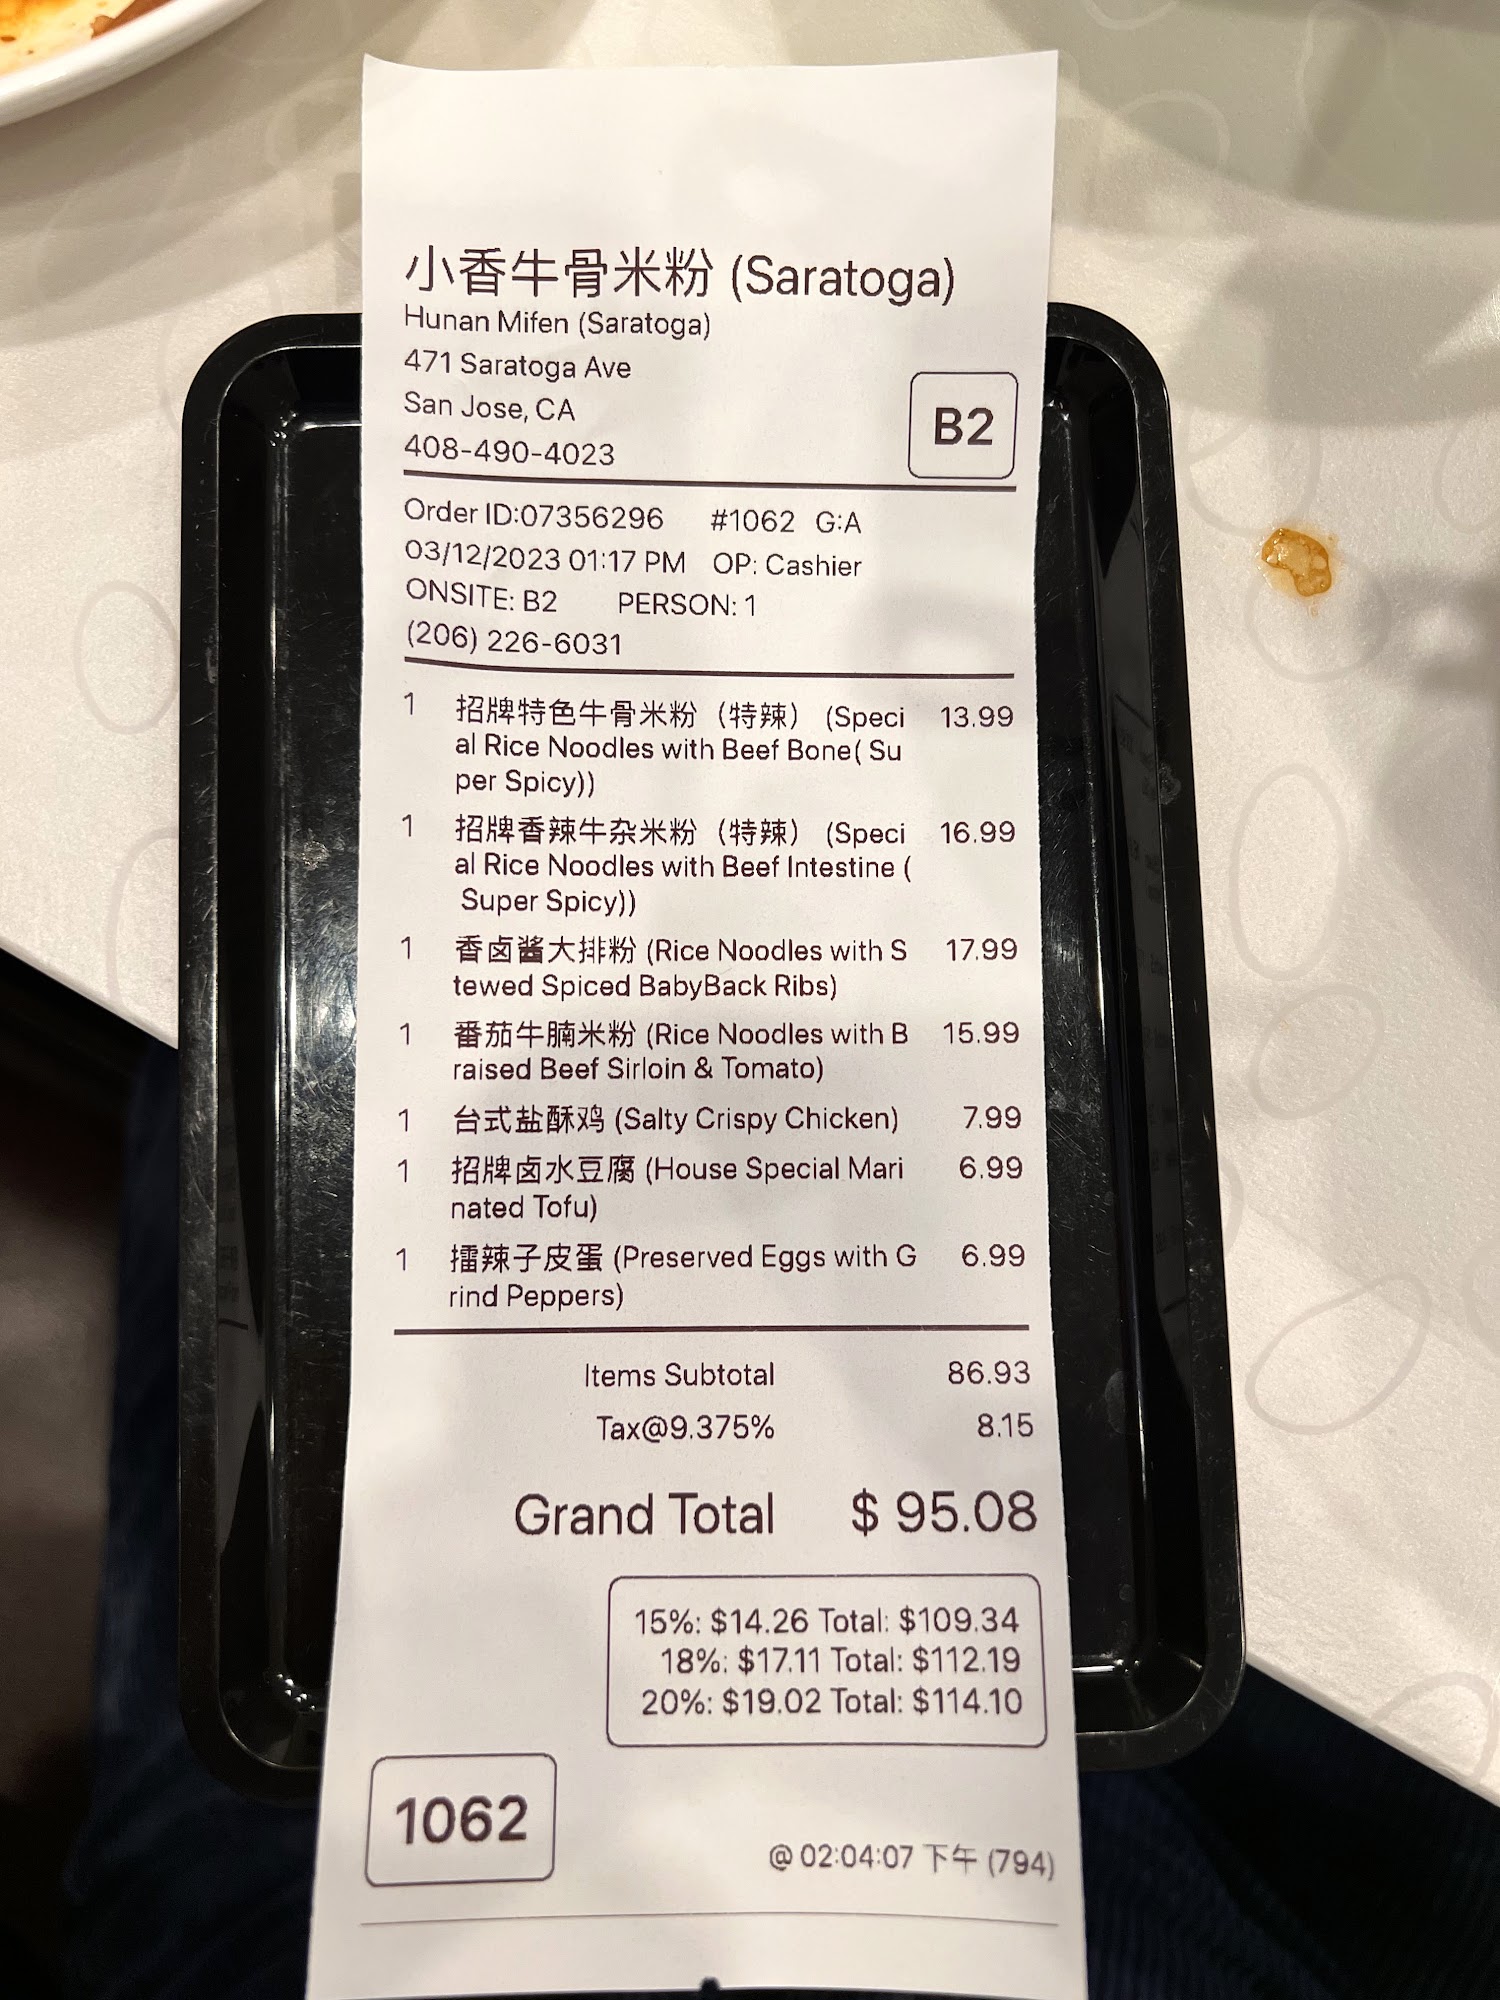 小香牛骨米粉 (Saratoga)
Hunan Mifen (Saratoga)
471 Saratoga Ave
San Jose, CA
408-490-4023
B2
Order ID:07356296 #1062 G:A
03/12/2023 01:17 PM OP: Cashier
ONSITE: B2 PERSON: 1
(206) 226-6031
1 招牌特色牛骨米粉（特辣） (Speci 13.99
al Rice Noodles with Beef Bone( Su
per Spicy))
1 招牌香辣牛杂米粉（特辣） (Speci 16.99
al Rice Noodles with Beef Intestine (
Super Spicy))
1 香卤酱大排粉 (Rice Noodles with S 17.99
tewed Spiced BabyBack Ribs)
1 番茄牛腩米粉 (Rice Noodles with B 15.99
raised Beef Sirloin & Tomato)
1 台式盐酥鸡 (Salty Crispy Chicken) 7.99
1 招牌卤水豆腐 (House Special Mari 6.99
nated Tofu)
1 擂辣子皮蛋 (Preserved Eggs with G 6.99
rind Peppers)
Items Subtotal 86.93
Tax@9.375% 8.15
Grand Total $ 95.08
15%: $14.26 Total: $109.34
18%: $17.11 Total: $112.19
20%: $19.02 Total: $114.10
1062
@ 02:04:07 下午 (794)